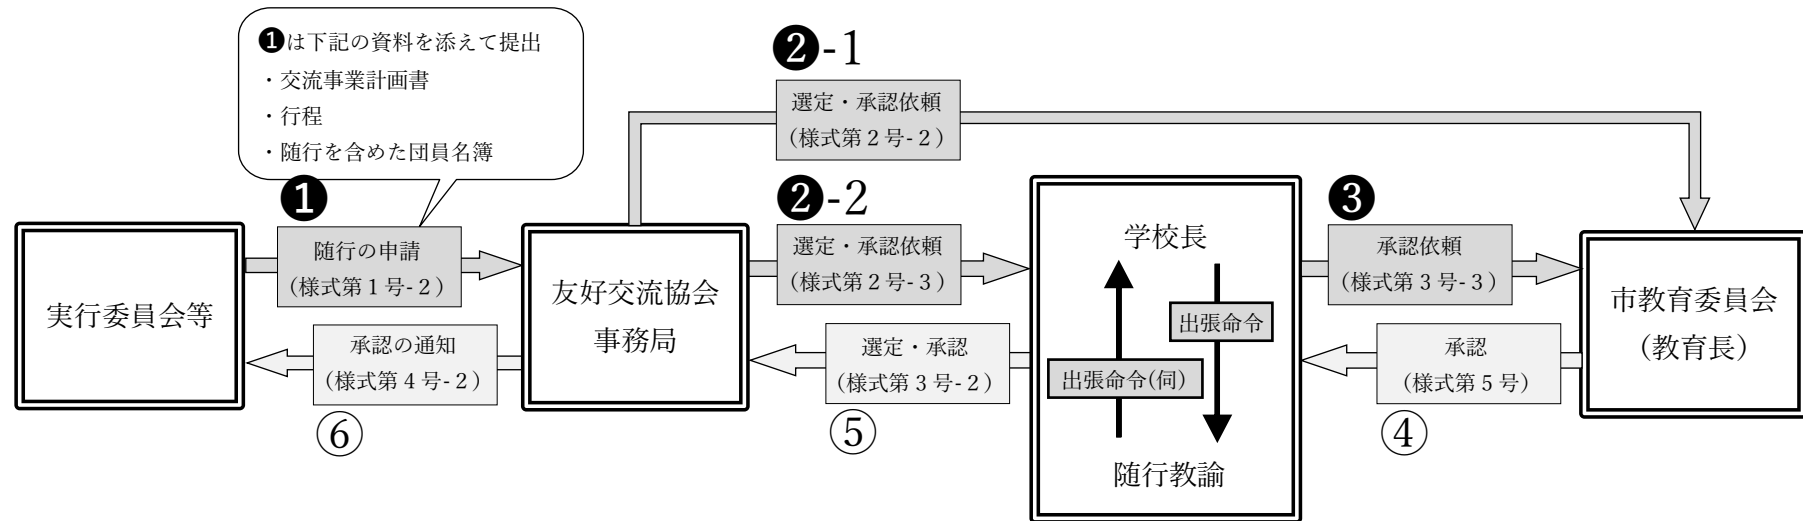 ❶は下記の資料を添えて提出
・交流事業計画書
・行程
・随行を含めた団員名簿
❷-1
選定・承認依頼
(様式第２号-２)
❶
随行の申請
(様式第１号-２)
❷-2
選定・承認依頼
(様式第２号-３)
❸
承認依頼
(様式第３号-３)
実行委員会等
友好交流協会
事務局
学校長
出張命令
出張命令(伺)
随行教諭
市教育委員会
(教育長)
承認の通知
(様式第４号-２)
⑥
選定・承認
(様式第３号-２)
⑤
承認
(様式第５号)
④